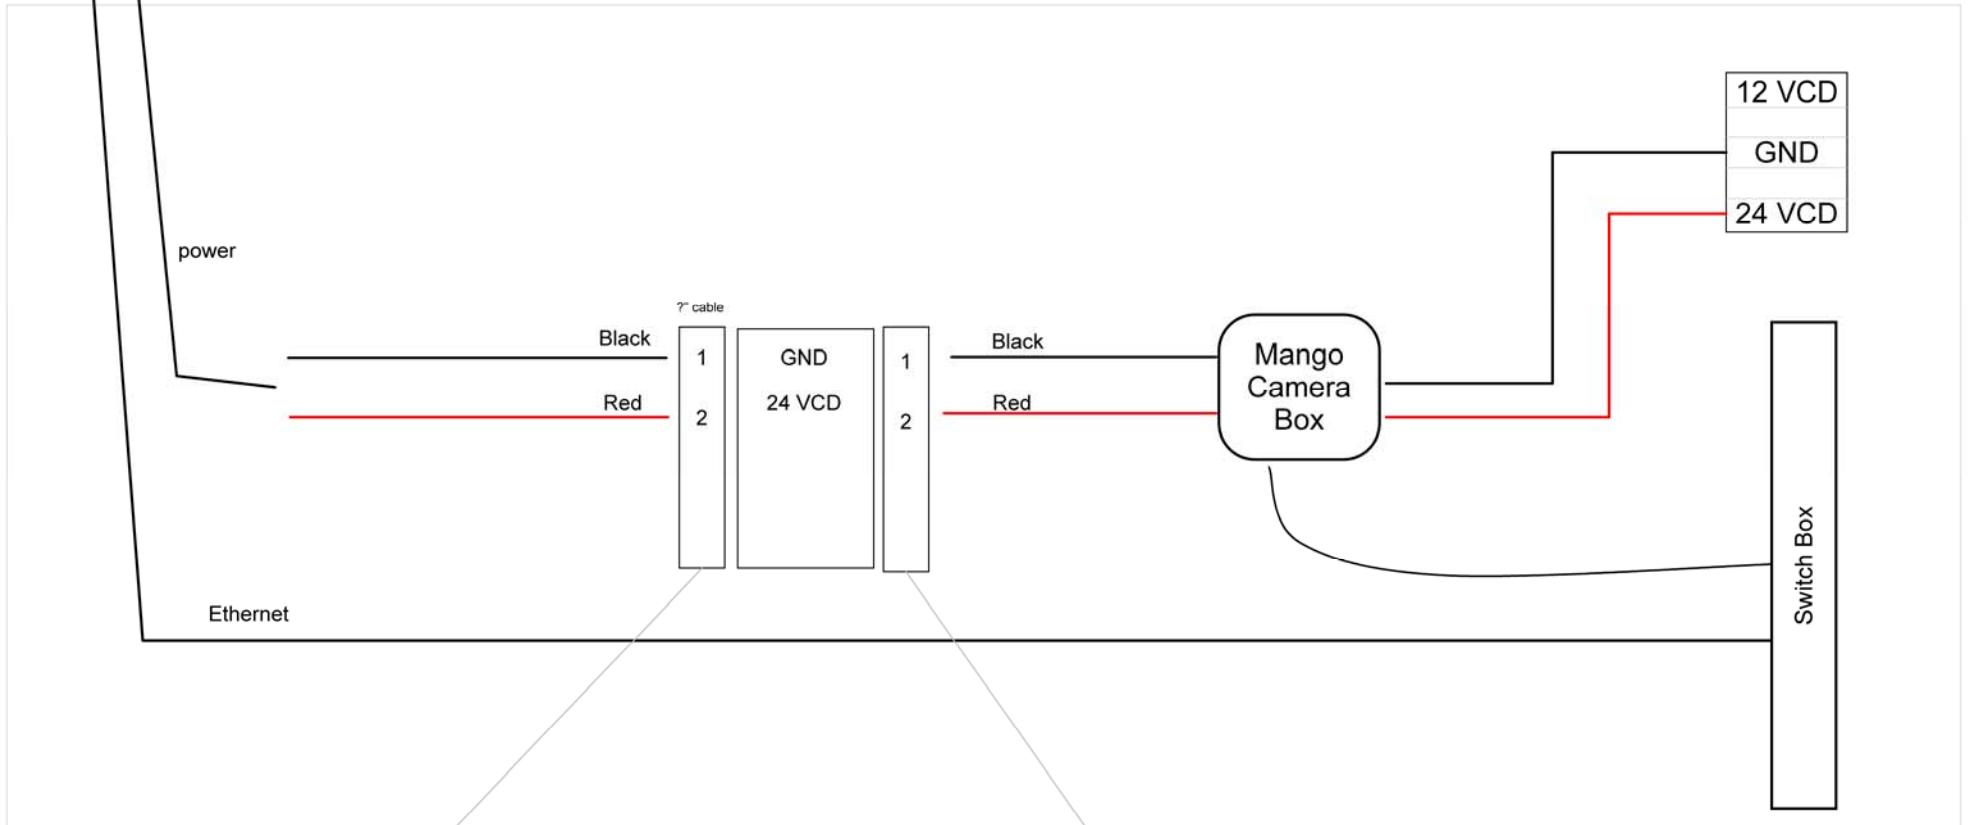 12 VCD
GND
24 VCD
power
?" cable
Black
1
GND
1
Black
Mango
Camera
Box
Red
2
24 VCD
2
Red
Ethernet
Switch Box